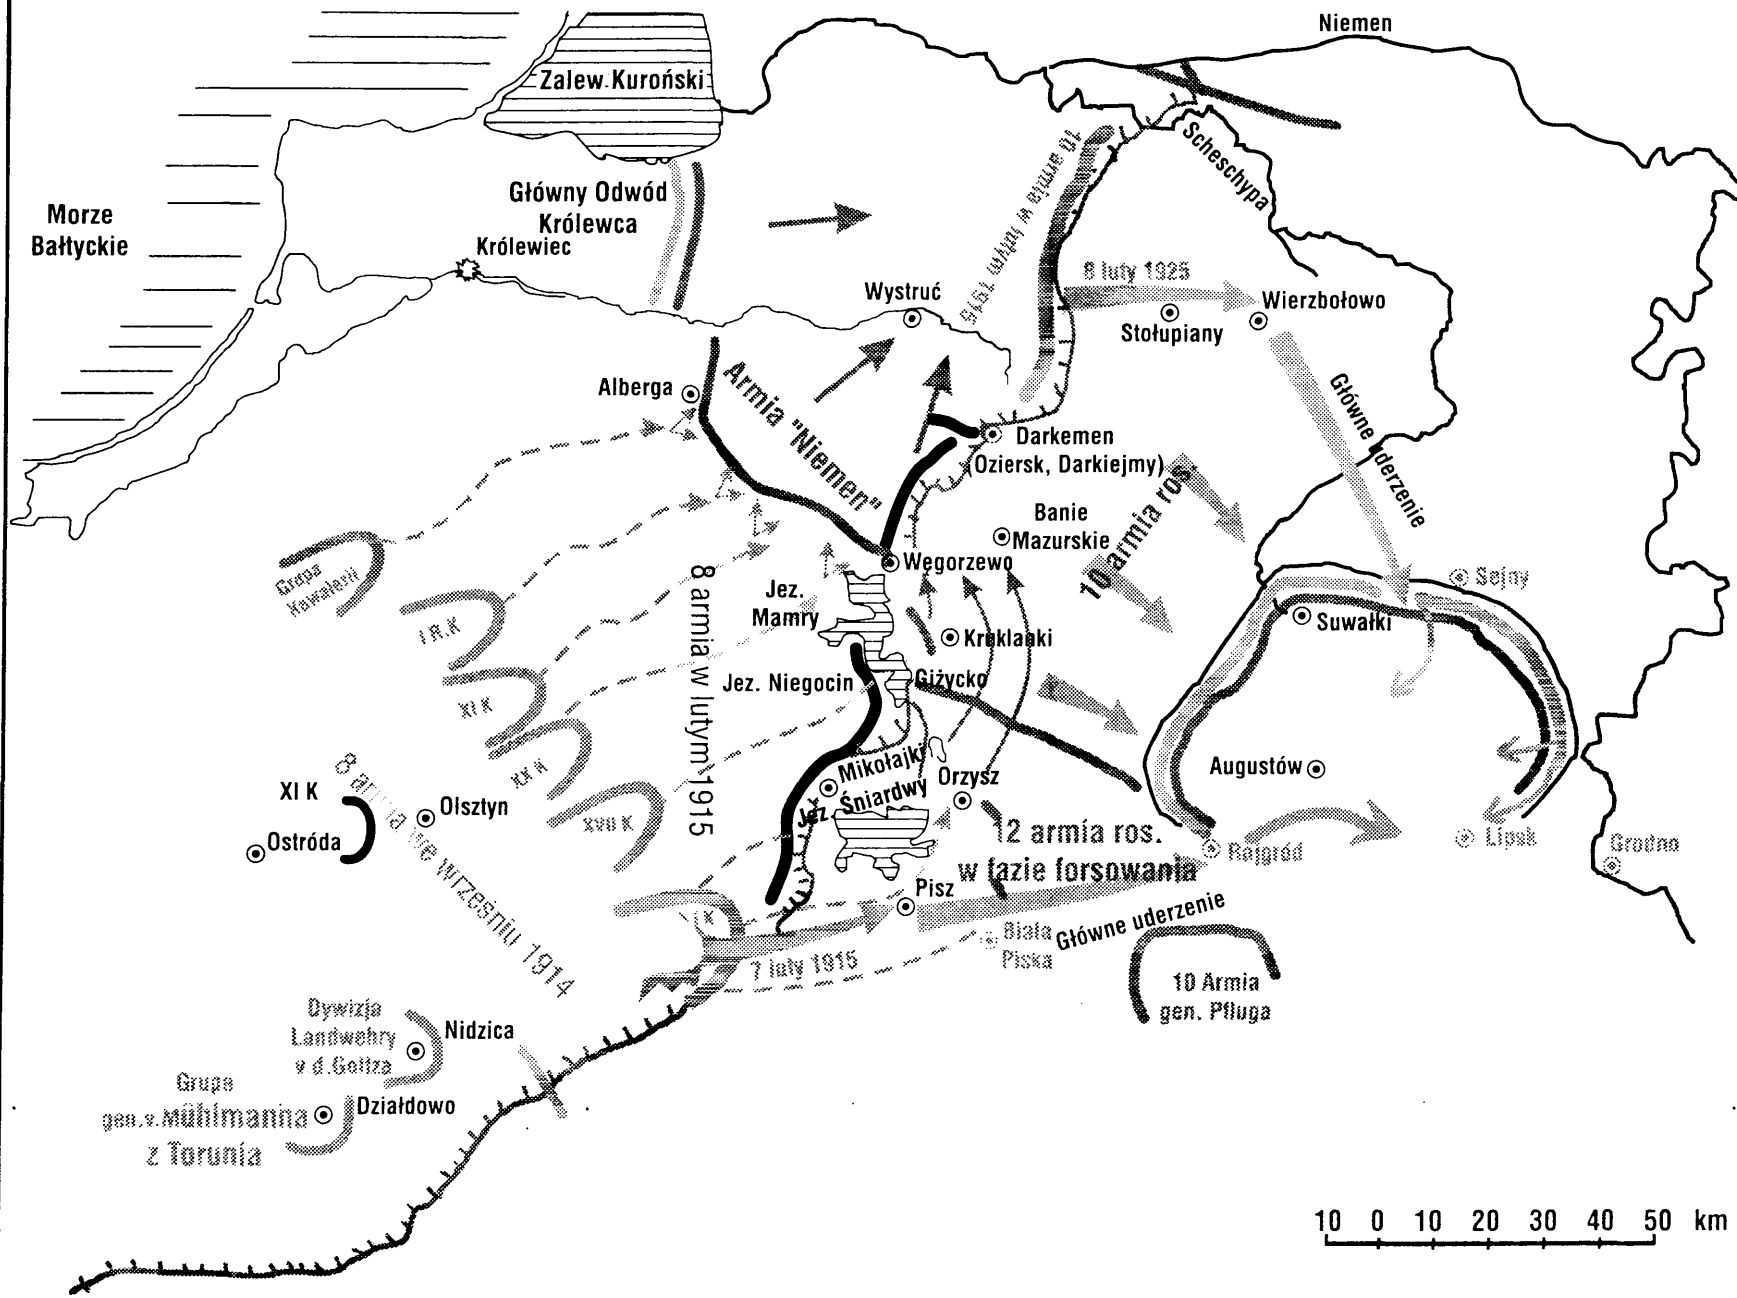 Niemen
Zalew Kuroński
Scheschypa
Główny Odwód
Królewca
Królewiec
Morze
Bałtyckie
10 armia w lutym 1915
8 luty 1925
Wystruć
Wierzbołowo
Stołupiany
Alberga
Armia "Niemen"
Główne uderzenie
Darkemen
(Oziersk, Darkiejmy)
10 armia ros.
Banie
Mazurskie
Węgorzewo
Grupa
Kawalerii
I R.K
XI K
XX K
XVII K
I K
Jez.
Mamry
Kruklanki
Sejny
Suwałki
8 armia w lutym 1915
Jez. Niegocin
Giżycko
Mikołajki
Jez. Śniardwy
Orzysz
Augustów
8 armia we wrześniu 1914
XI K
Ostróda
Olsztyn
12 armia ros.
w fazie forsowania
Rajgród
Lipsk
Grodno
Pisz
Biała
Piska
Główne uderzenie
7 luty 1915
10 Armia
gen. Pfluga
Dywizja
Landwehry
v d.Goltza
Nidzica
Grupa
gen.v.Mühlmanna
z Torunia
Działdowo
10 0 10 20 30 40 50 km